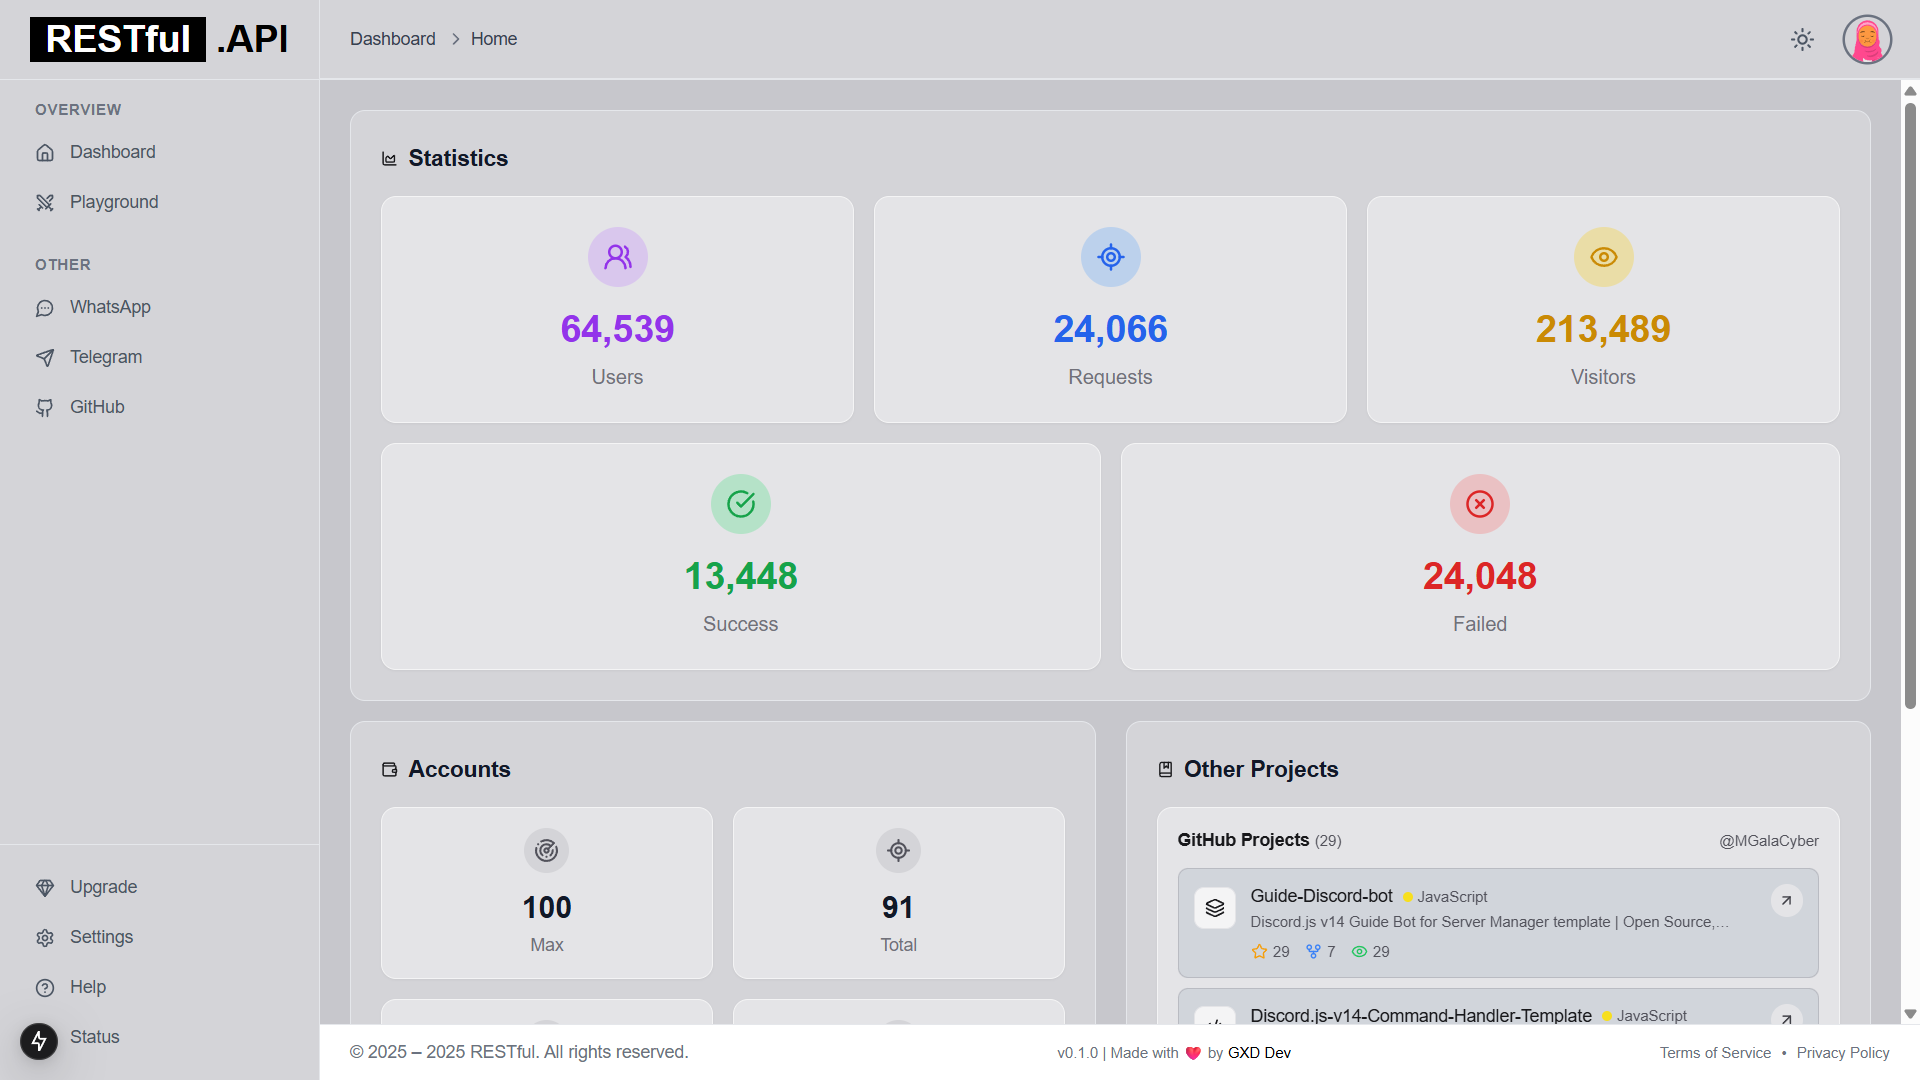 RESTful .API
Dashboard > Home
OVERVIEW
Dashboard
Playground
OTHER
WhatsApp
Telegram
GitHub
Upgrade
Settings
Help
Status
Statistics
64,539
Users
24,066
Requests
213,489
Visitors
13,448
Success
24,048
Failed
Accounts
100
Max
91
Total
Other Projects
GitHub Projects (29)
@MGalaCyber
Guide-Discord-bot JavaScript
Discord.js v14 Guide Bot for Server Manager template | Open Source,...
29 7 29
Discord.js-v14-Command-Handler-Template JavaScript
© 2025 – 2025 RESTful. All rights reserved.
v0.1.0 | Made with 💖 by GXD Dev
Terms of Service • Privacy Policy